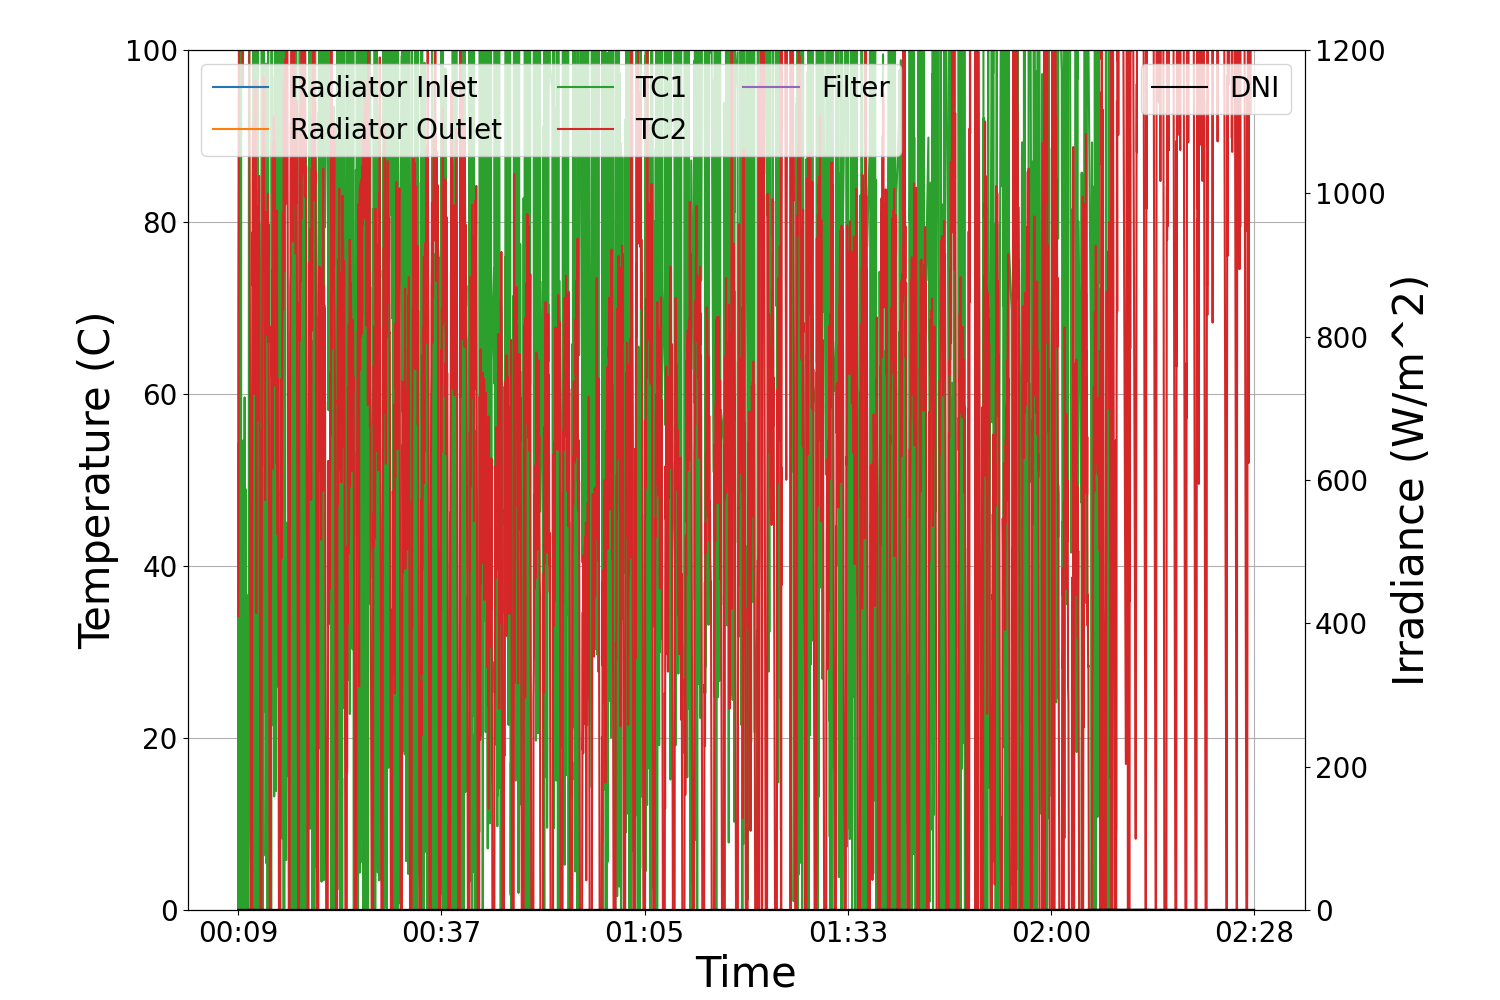 Radiator Inlet
Radiator Outlet
TC1
TC2
Filter
DNI
100
80
60
40
20
0
Temperature (C)
1200
1000
800
600
400
200
0
Irradiance (W/m^2)
00:09 00:37 01:05 01:33 02:00 02:28
Time